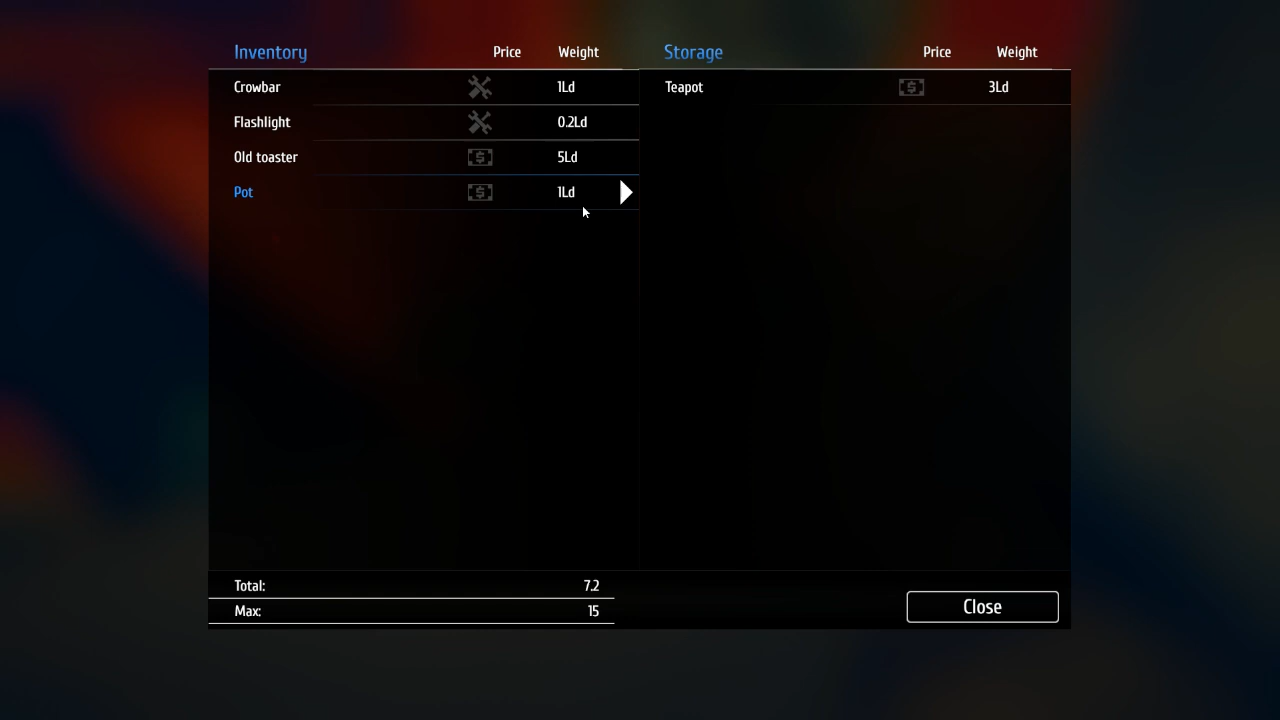 Inventory Price Weight
Crowbar 1Ld
Flashlight 0.2Ld
Old toaster 5Ld
Pot 1Ld
Total: 7.2
Max: 15
Storage Price Weight
Teapot 3Ld
Close